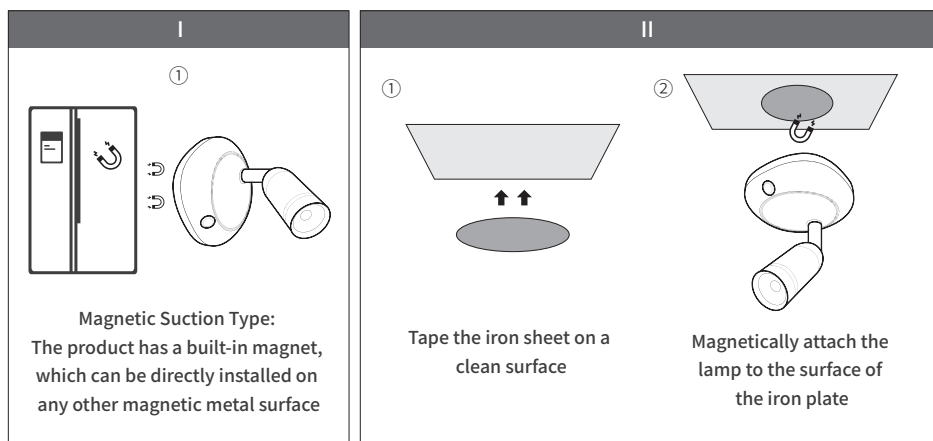 I
①
Magnetic Suction Type:
The product has a built-in magnet,
which can be directly installed on
any other magnetic metal surface
II
①
Tape the iron sheet on a
clean surface
②
Magnetically attach the
lamp to the surface of
the iron plate